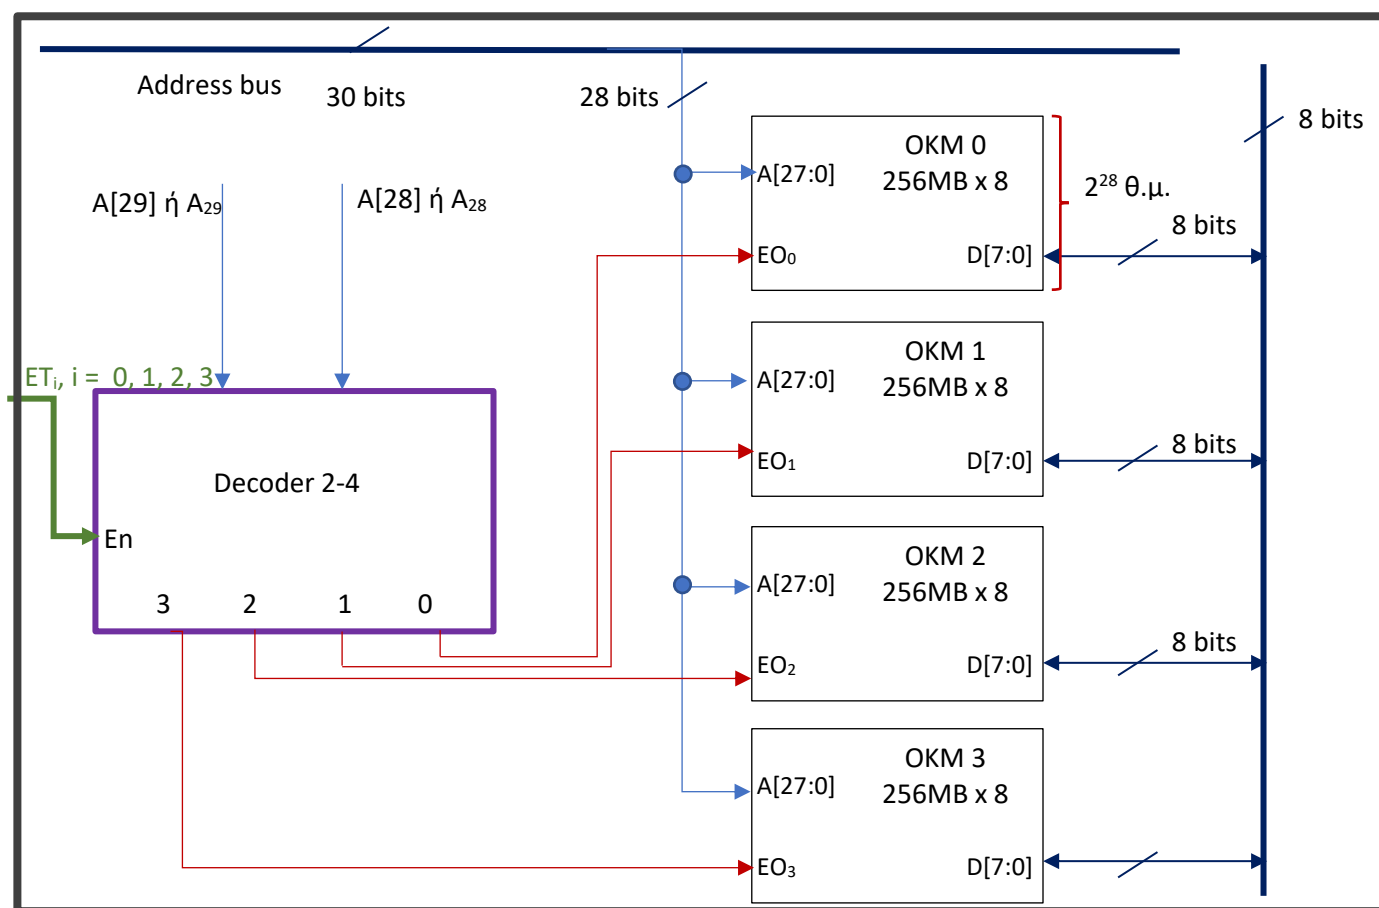 Address bus
30 bits
28 bits
8 bits
OKM 0
256MB x 8
A[27:0]
2²⁸ θ.μ.
A[29] ή A₂₉
A[28] ή A₂₈
8 bits
EO₀
D[7:0]
OKM 1
256MB x 8
A[27:0]
ETᵢ, i = 0, 1, 2, 3
8 bits
EO₁
D[7:0]
Decoder 2-4
En
OKM 2
256MB x 8
A[27:0]
3 2 1 0
8 bits
EO₂
D[7:0]
OKM 3
256MB x 8
A[27:0]
EO₃
D[7:0]